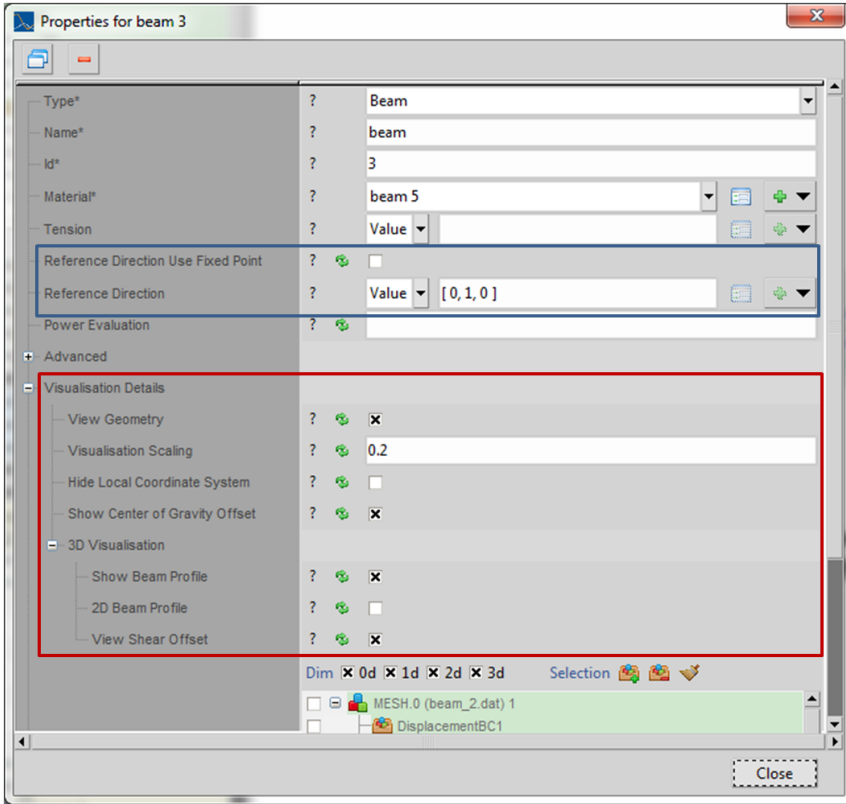 Properties for beam 3
x
Type* ? Beam
Name* ? beam
Id* ? 3
Material* ? beam 5
Tension ? Value
Reference Direction Use Fixed Point ?
Reference Direction ? Value [ 0, 1, 0 ]
Power Evaluation ?
Advanced
Visualisation Details
View Geometry ?
Visualisation Scaling ? 0.2
Hide Local Coordinate System ?
Show Center of Gravity Offset ?
3D Visualisation
Show Beam Profile ?
2D Beam Profile ?
View Shear Offset ?
Dim 0d 1d 2d 3d Selection
MESH.0 (beam_2.dat) 1
DisplacementBC1
Close